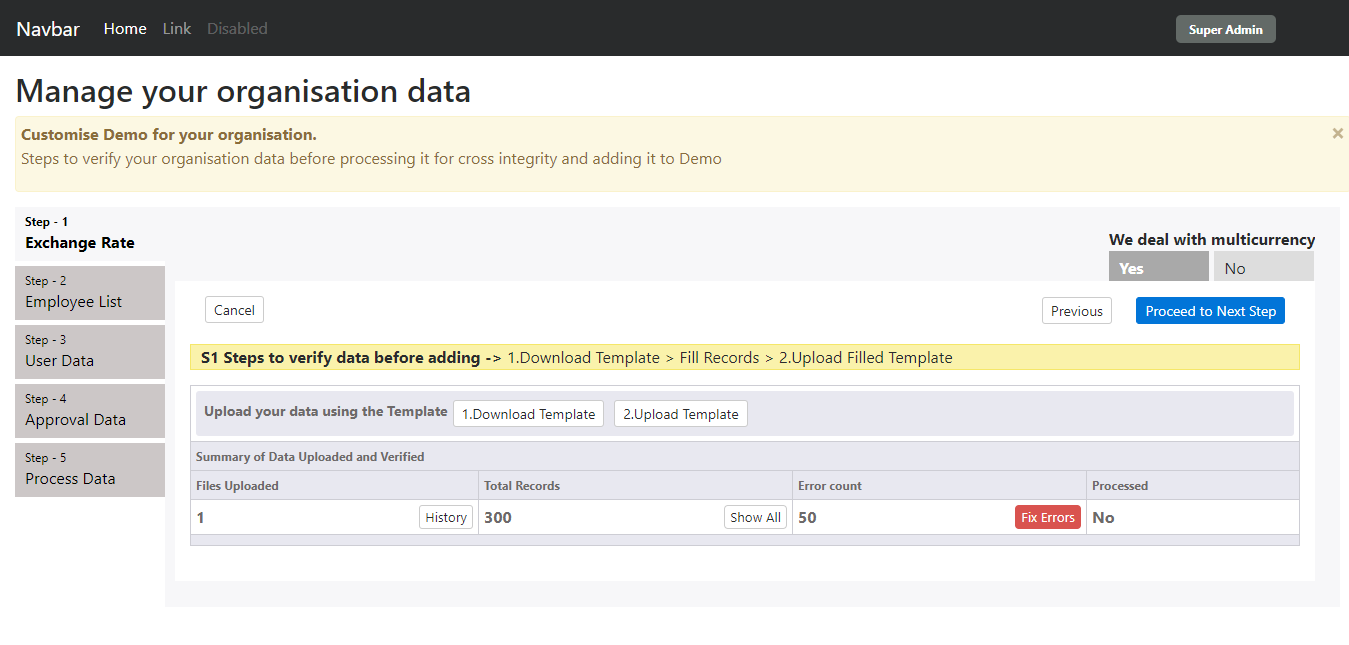 Navbar Home Link Disabled Super Admin
Manage your organisation data
Customise Demo for your organisation. ×
Steps to verify your organisation data before processing it for cross integrity and adding it to Demo
Step - 1
Exchange Rate
Step - 2
Employee List
Step - 3
User Data
Step - 4
Approval Data
Step - 5
Process Data
We deal with multicurrency
Yes No
Cancel Previous Proceed to Next Step
S1 Steps to verify data before adding -> 1.Download Template > Fill Records > 2.Upload Filled Template
Upload your data using the Template 1.Download Template 2.Upload Template
Summary of Data Uploaded and Verified
Files Uploaded Total Records Error count Processed
1 History 300 Show All 50 Fix Errors No